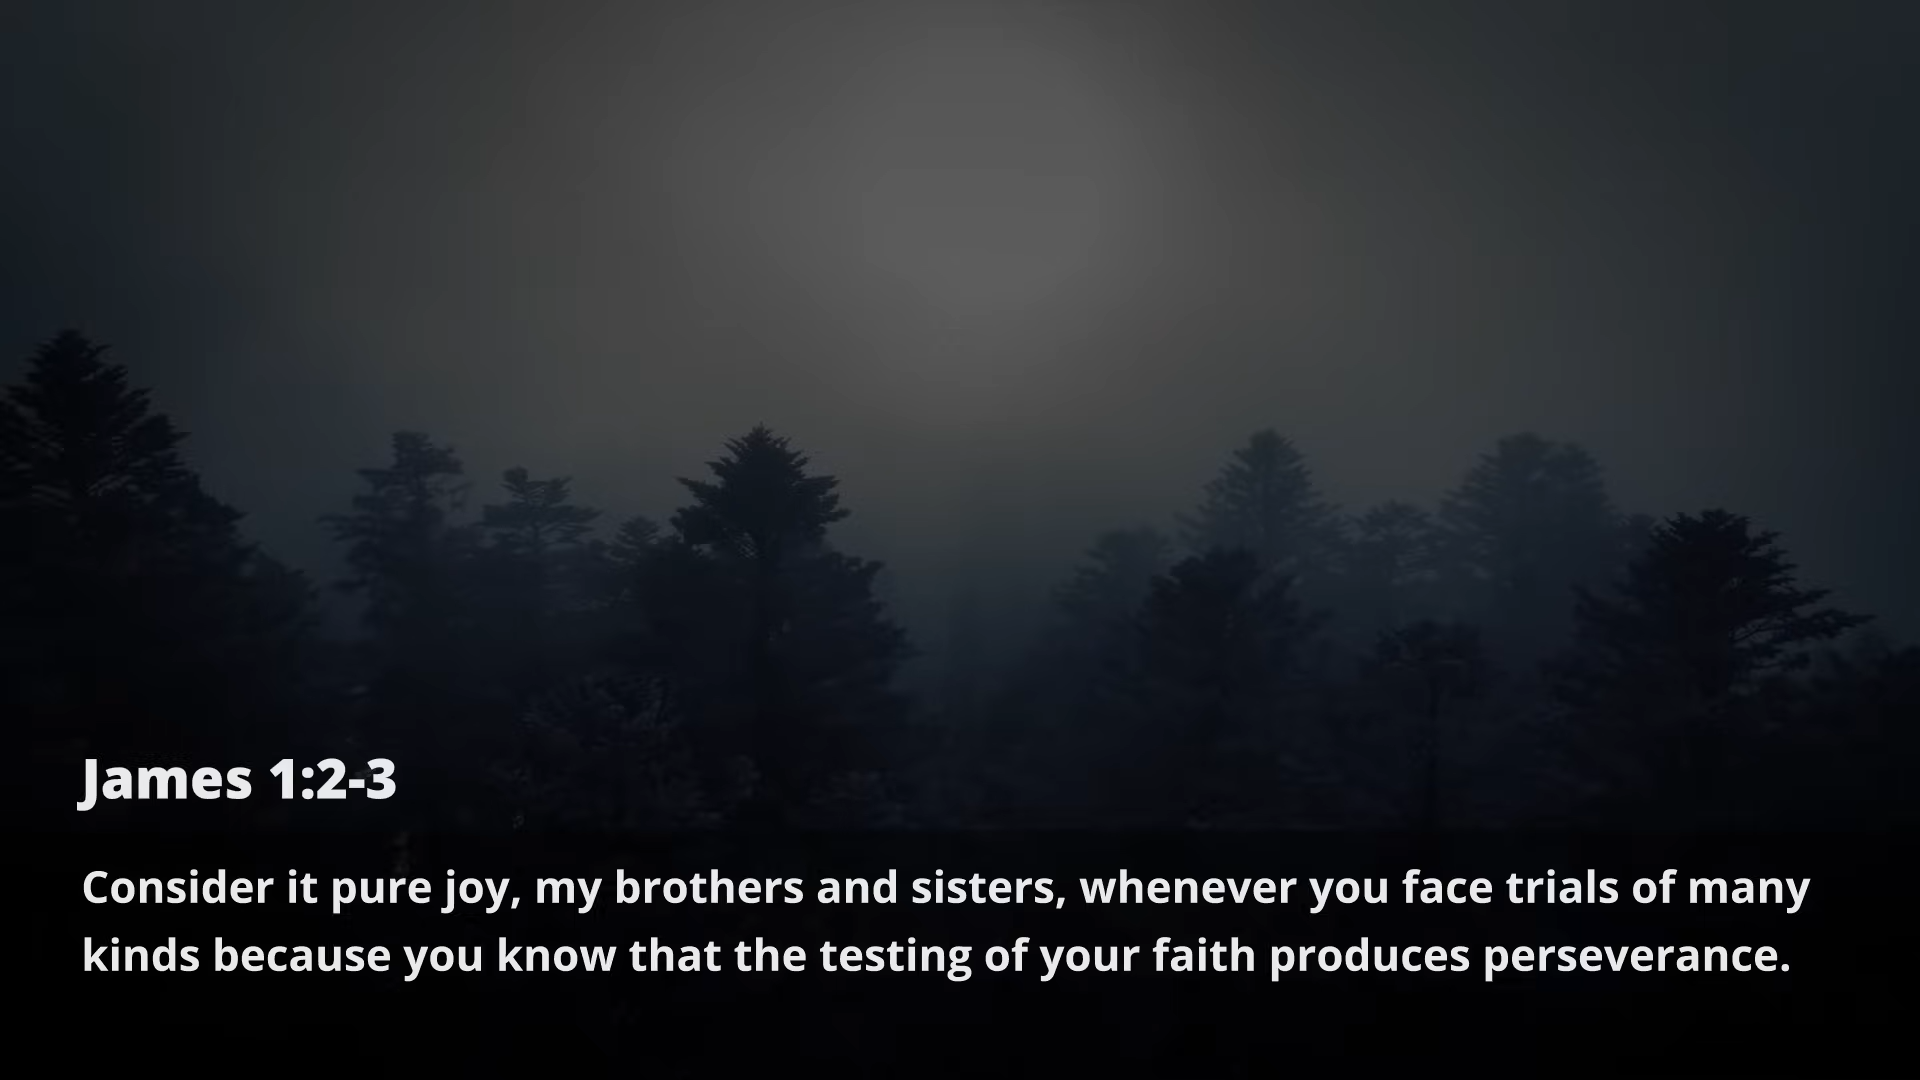 James 1:2-3
Consider it pure joy, my brothers and sisters, whenever you face trials of many
kinds because you know that the testing of your faith produces perseverance.